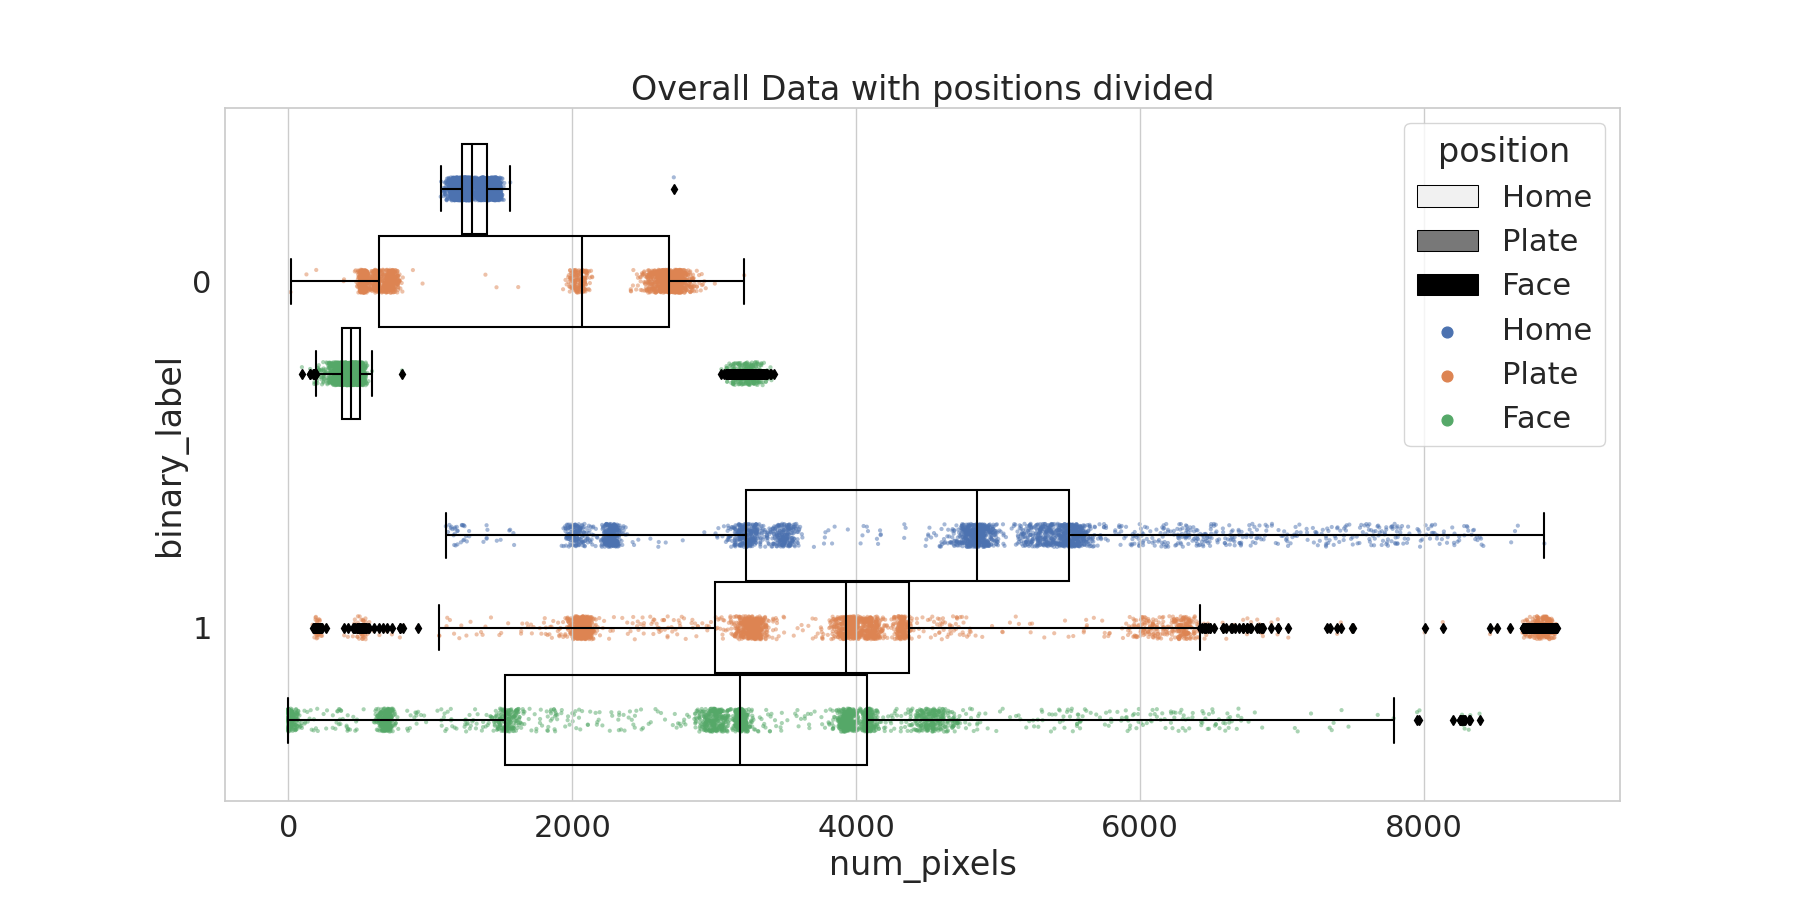 Overall Data with positions divided
position
Home
Plate
Face
Home
Plate
Face
binary_label
0
1
0
2000
4000
6000
8000
num_pixels